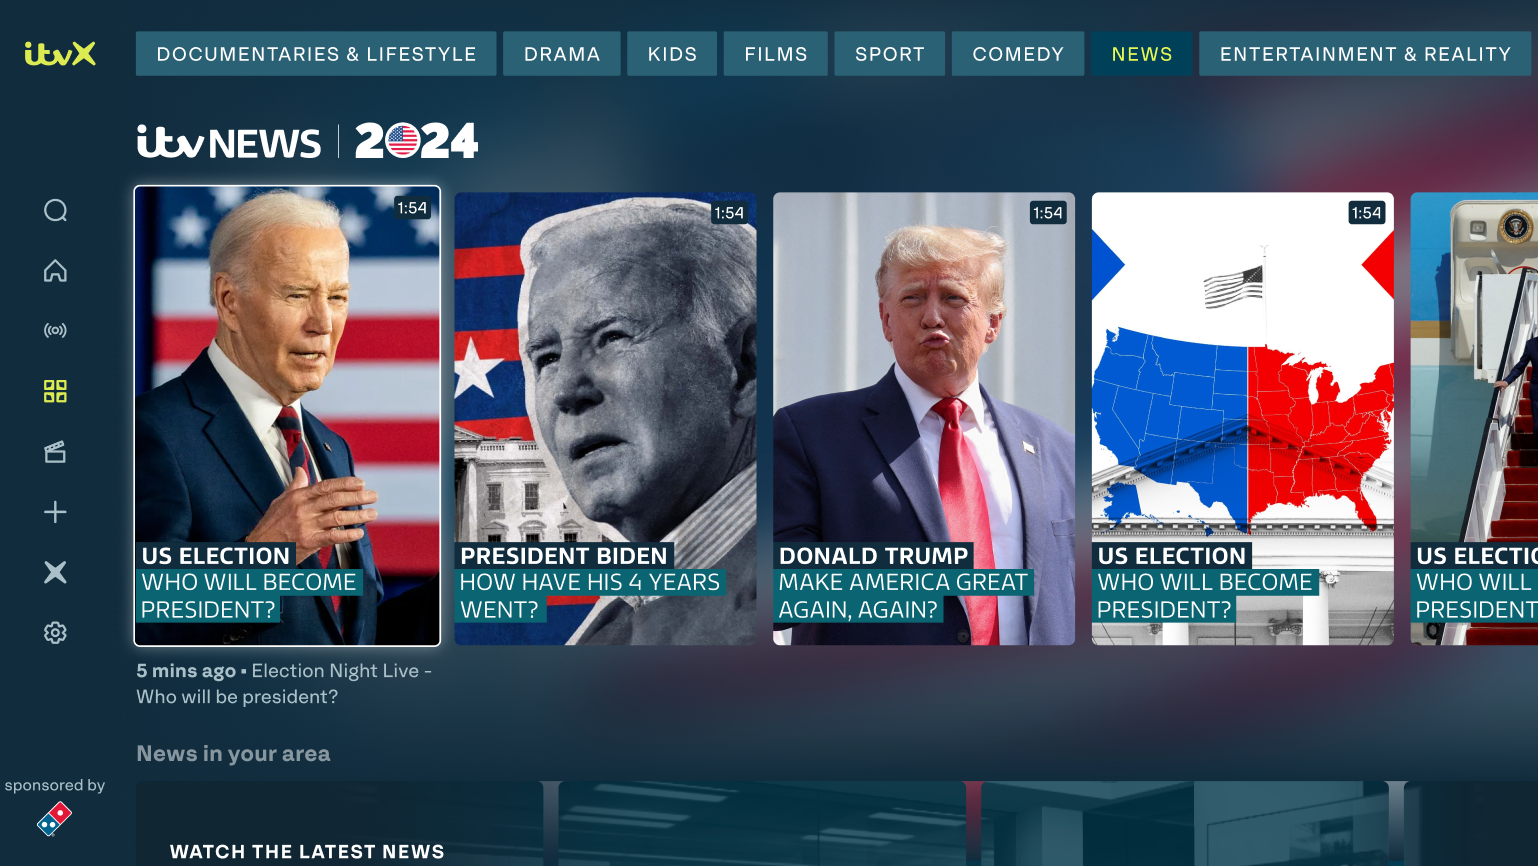 itvX
DOCUMENTARIES & LIFESTYLE
DRAMA
KIDS
FILMS
SPORT
COMEDY
NEWS
ENTERTAINMENT & REALITY
itv NEWS | 2024
1:54
US ELECTION
WHO WILL BECOME
PRESIDENT?
1:54
PRESIDENT BIDEN
HOW HAVE HIS 4 YEARS
WENT?
1:54
DONALD TRUMP
MAKE AMERICA GREAT
AGAIN, AGAIN?
1:54
US ELECTION
WHO WILL BECOME
PRESIDENT?
US ELECTIO
WHO WILL
PRESIDENT
5 mins ago • Election Night Live -
Who will be president?
News in your area
sponsored by
WATCH THE LATEST NEWS